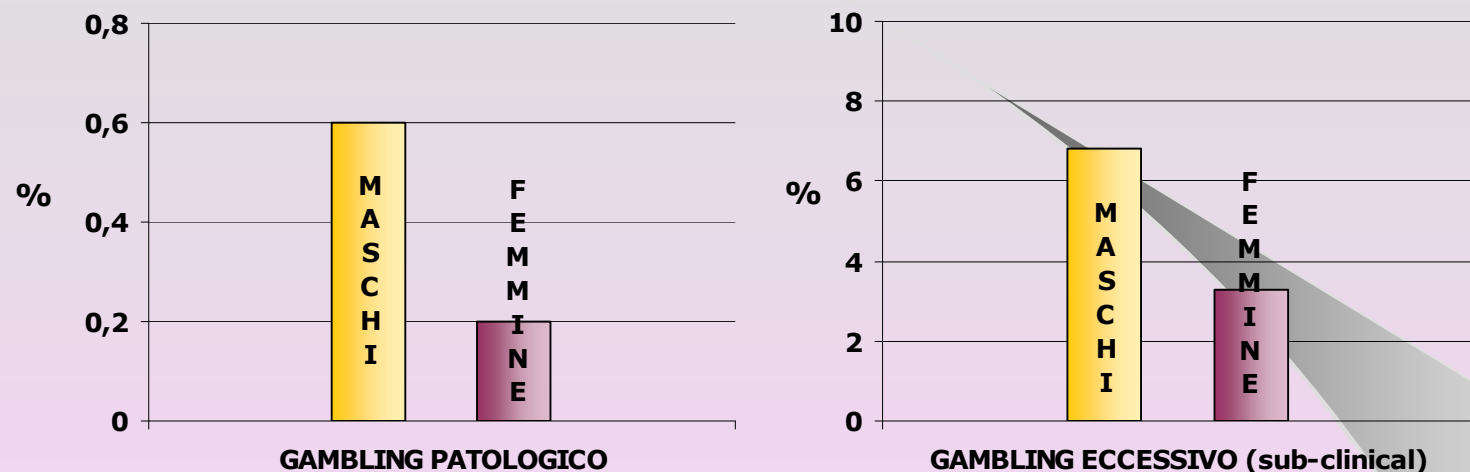 0,8
0,6
0,4
0,2
0
%
MASCHI
FEMMINE
GAMBLING PATOLOGICO
10
8
6
4
2
0
%
MASCHI
FEMMINE
GAMBLING ECCESSIVO (sub-clinical)